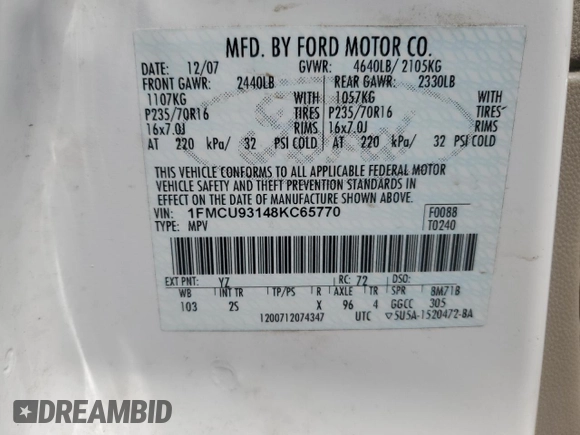 MFD. BY FORD MOTOR CO.
DATE: 12/07 GVWR: 4640LB/ 2105KG
FRONT GAWR: 2440LB REAR GAWR: 2330LB
1107KG WITH 1057KG WITH
P235/70R16 TIRES P235/70R16 TIRES
16x7.0J RIMS 16x7.0J RIMS
AT 220 kPa/ 32 PSI COLD AT 220 kPa/ 32 PSI COLD
THIS VEHICLE CONFORMS TO ALL APPLICABLE FEDERAL MOTOR
VEHICLE SAFETY AND THEFT PREVENTION STANDARDS IN
EFFECT ON THE DATE OF MANUFACTURE SHOWN ABOVE.
VIN: 1FMCU93148KC65770 F0088
TYPE: MPV T0240
EXT PNT: YZ RC: 72 DSO:
WB INT TR TP/PS R AXLE TR SPR 8M71B
103 2S X 96 4 GGCC 305
1200712074347 UTC ▽5U5A-1520472-BA
DREAMBID